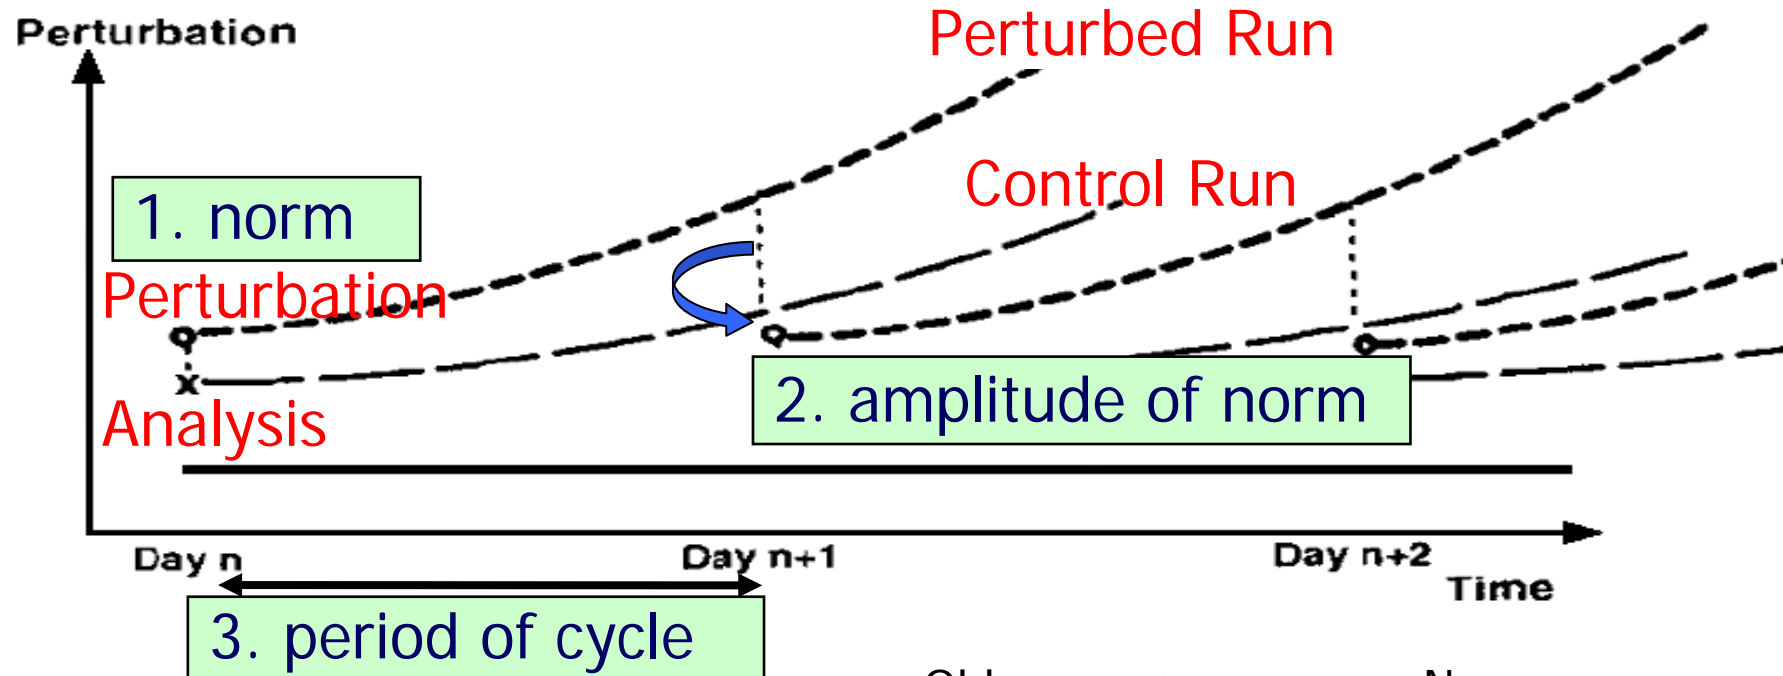 Perturbation
Perturbed Run
Control Run
1. norm
Perturbation
x
Analysis
2. amplitude of norm
Day n
Day n+1
Day n+2
Time
3. period of cycle